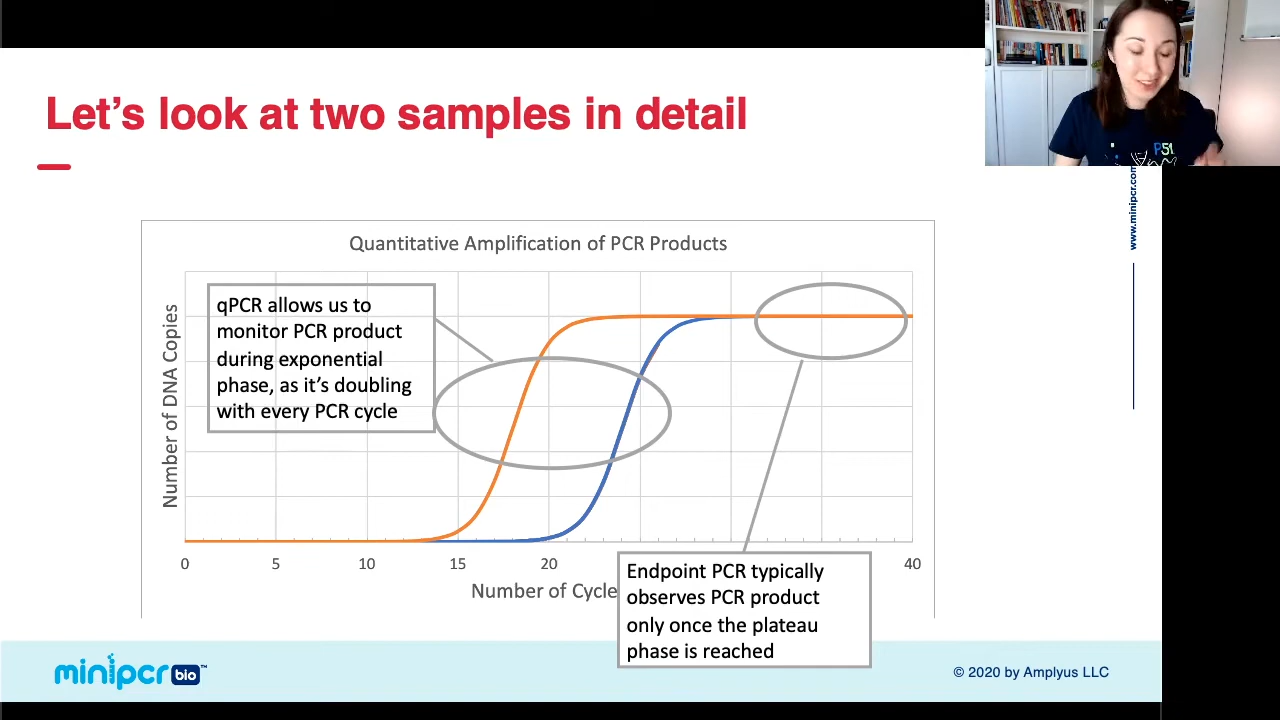 Let's look at two samples in detail
P51
www.minipcr.com
Quantitative Amplification of PCR Products
qPCR allows us to
monitor PCR product
during exponential
phase, as it's doubling
with every PCR cycle
Number of DNA Copies
0 5 10 15 20 40
Number of Cycle
Endpoint PCR typically
observes PCR product
only once the plateau
phase is reached
minipcr bio™
© 2020 by Amplyus LLC